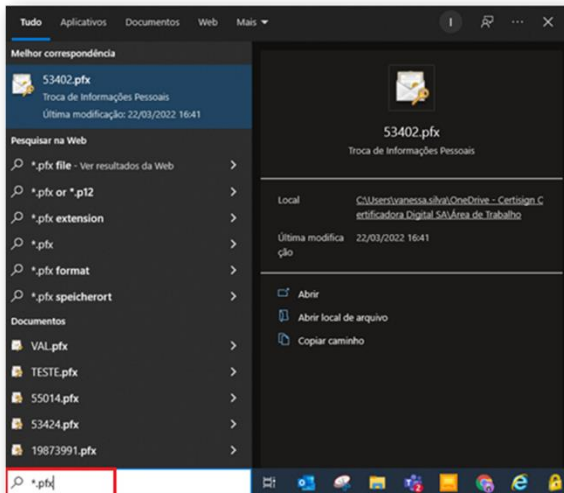 Tudo Aplicativos Documentos Web Mais
I
Melhor correspondência
53402.pfx
Troca de Informações Pessoais
Última modificação: 22/03/2022 16:41
Pesquisar na Web
*.pfx file - Ver resultados da Web
*.pfx or *.p12
*.pfx extension
*.pfx
*.pfx format
*.pfx speicherort
Documentos
VAL.pfx
TESTE.pfx
55014.pfx
53424.pfx
19873991.pfx
*.pfx
53402.pfx
Troca de Informações Pessoais
Local C:\Users\vanessa.silva\OneDrive - Certisign C
ertificadora Digital SA\Área de Trabalho
Última modifica 22/03/2022 16:41
ção
Abrir
Abrir local de arquivo
Copiar caminho